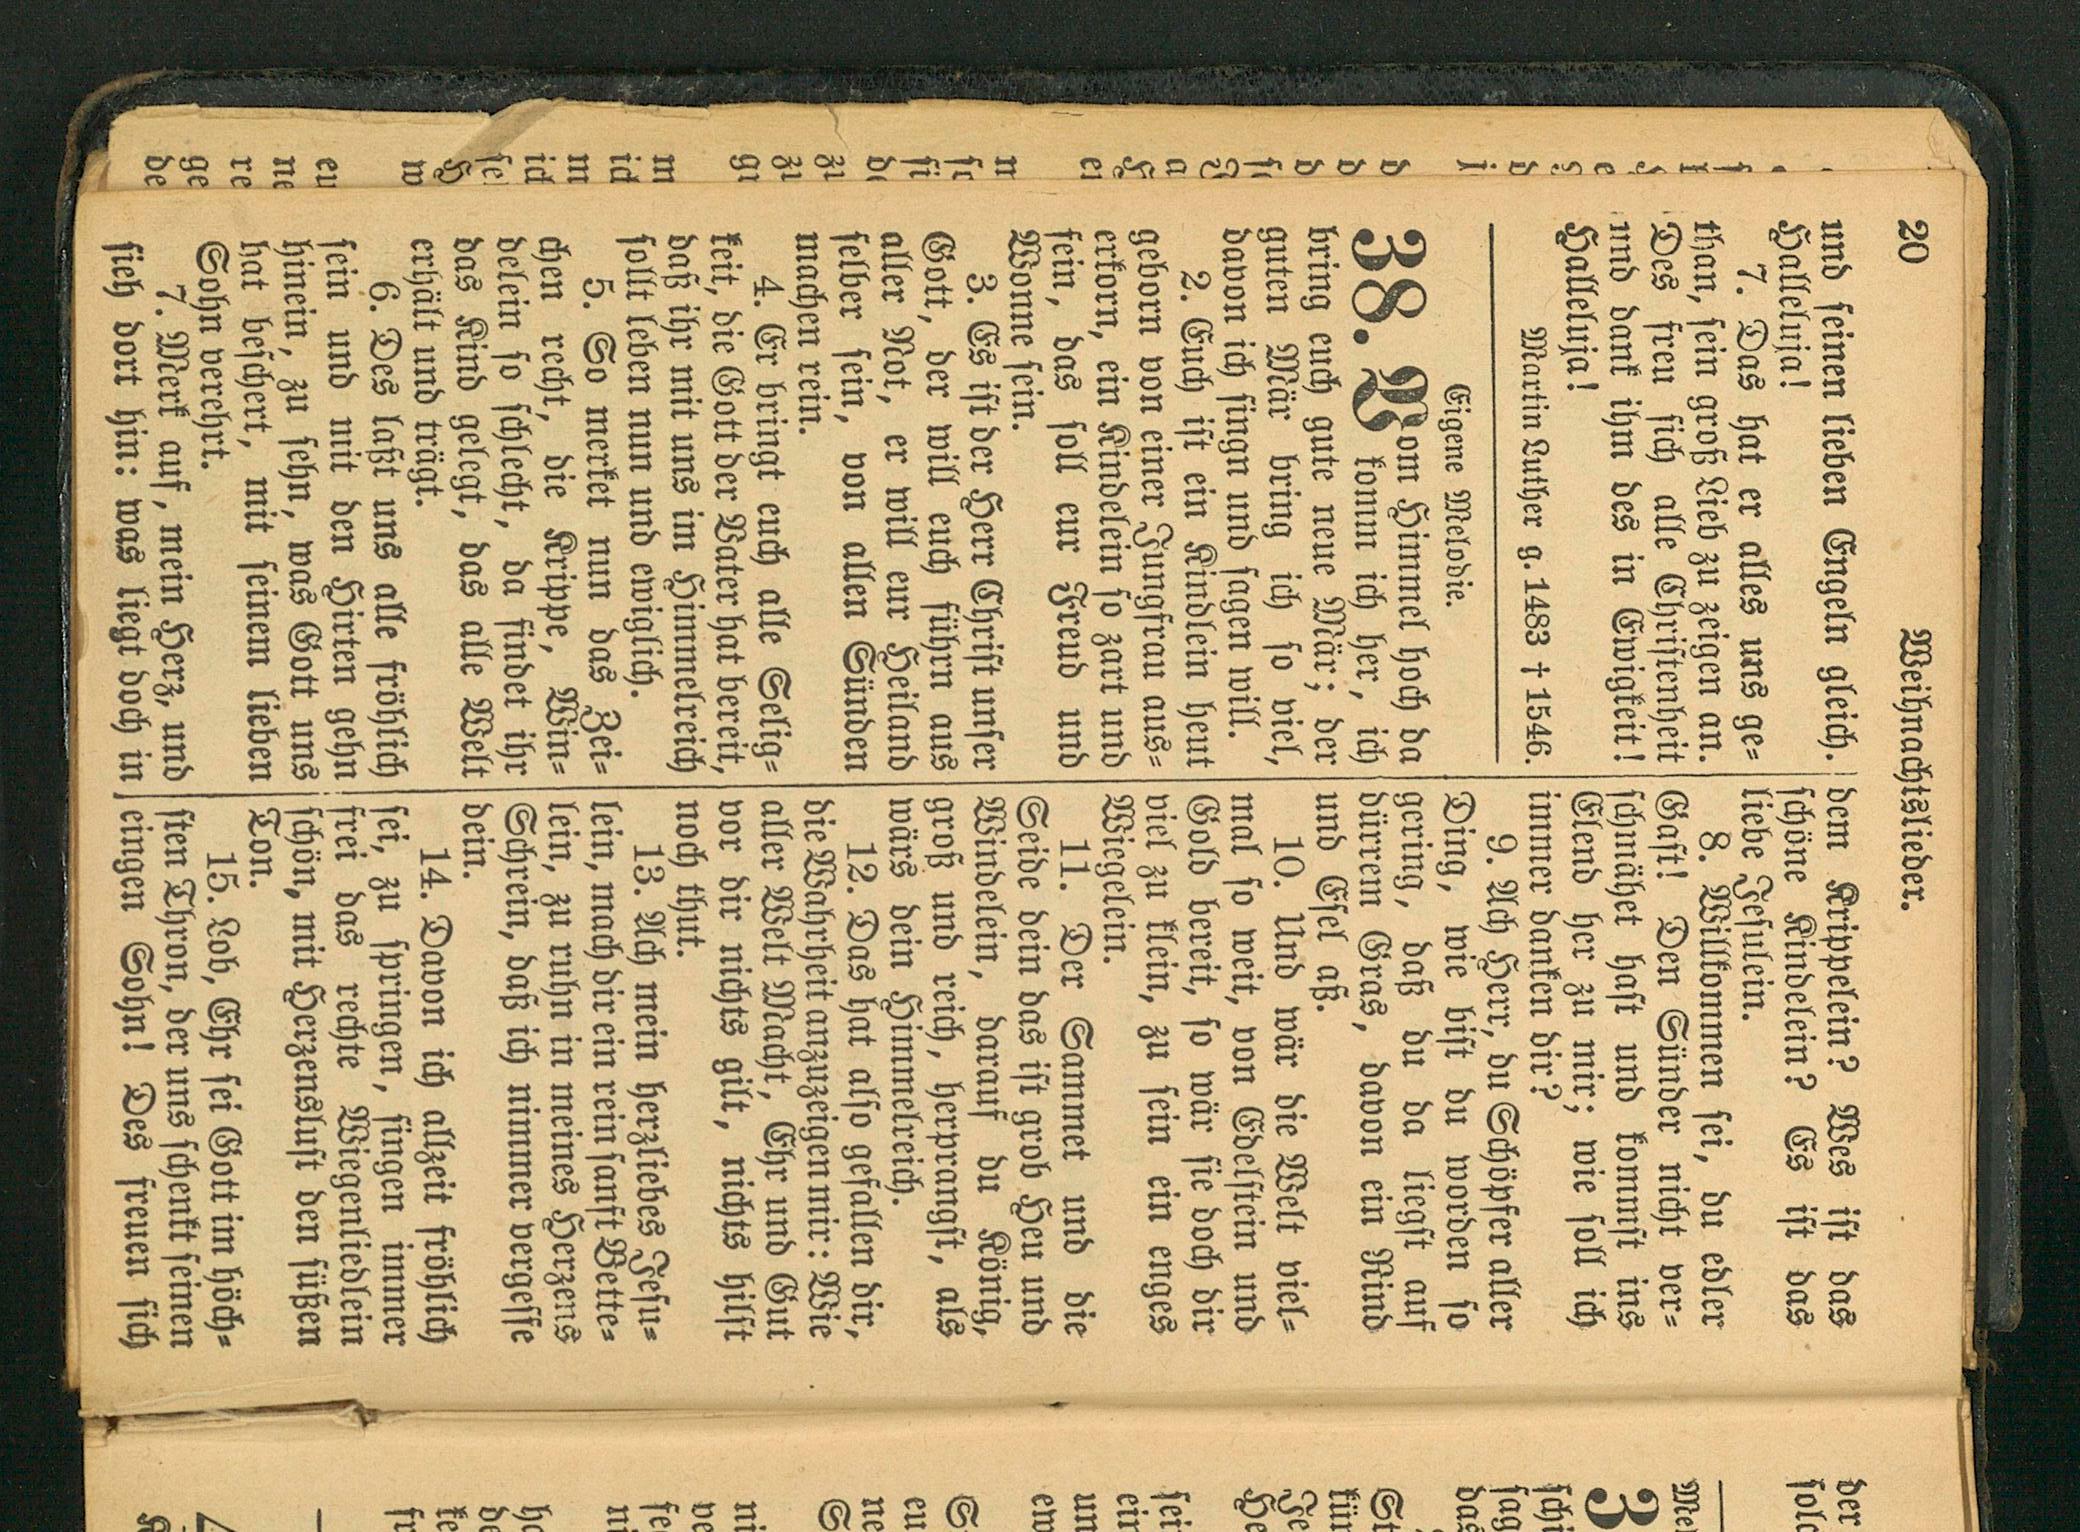 20
Weihnachtslieder.
und seinen lieben Engeln gleich.
Halleluja!
7. Das hat er alles uns ge-
than, sein groß Lieb zu zeigen an.
Des freu sich alle Christenheit
und dank ihm des in Ewigkeit!
Halleluja!
Martin Luther g. 1483 † 1546.
Eigene Melodie.
38. Vom Himmel hoch da
komm ich her, ich
bring euch gute neue Mär; der
guten Mär bring ich so viel,
davon ich singn und sagen will.
2. Euch ist ein Kindlein heut
geborn von einer Jungfrau aus-
erkorn, ein Kindelein so zart und
fein, das soll eur Freud und
Wonne sein.
3. Es ist der Herr Christ unser
Gott, der will euch führn aus
aller Not, er will eur Heiland
selber sein, von allen Sünden
machen rein.
4. Er bringt euch alle Selig-
keit, die Gott der Vater hat bereit,
daß ihr mit uns im Himmelreich
sollt leben nun und ewiglich.
5. So merket nun das Zei-
chen recht, die Krippe, Win-
delein so schlecht, da findet ihr
das Kind gelegt, das alle Welt
erhält und trägt.
6. Des laßt uns alle fröhlich
sein und mit den Hirten gehn
hinein, zu sehn, was Gott uns
hat beschert, mit seinem lieben
Sohn verehrt.
7. Merk auf, mein Herz, und
sieh dort hin: was liegt doch in
dem Krippelein? Wes ist das
schöne Kindelein? Es ist das
liebe Jesulein.
8. Willkommen sei, du edler
Gast! Den Sünder nicht ver-
schmähet hast und kommst ins
Elend her zu mir; wie soll ich
immer danken dir?
9. Ach Herr, du Schöpfer aller
Ding, wie bist du worden so
gering, daß du da liegst auf
dürrem Gras, davon ein Rind
und Esel aß.
10. Und wär die Welt viel-
mal so weit, von Edelstein und
Gold bereit, so wär sie doch dir
viel zu klein, zu sein ein enges
Wiegelein.
11. Der Sammet und die
Seide dein das ist grob Heu und
Windelein, darauf du König,
groß und reich, herprangst, als
wärs dein Himmelreich.
12. Das hat also gefallen dir,
die Wahrheit anzuzeigen mir: Wie
aller Welt Macht, Ehr und Gut
vor dir nichts gilt, nichts hilft
noch thut.
13. Ach mein herzliebes Jesu-
lein, mach dir ein rein sanft Bette-
lein, zu ruhn in meines Herzens
Schrein, daß ich nimmer vergesse
dein.
14. Davon ich allzeit fröhlich
sei, zu springen, singen immer
frei das rechte Wiegenliedlein
schön, mit Herzenslust den süßen
Ton.
15. Lob, Ehr sei Gott im höch-
sten Thron, der uns schenkt seinen
eingen Sohn! Des freuen sich